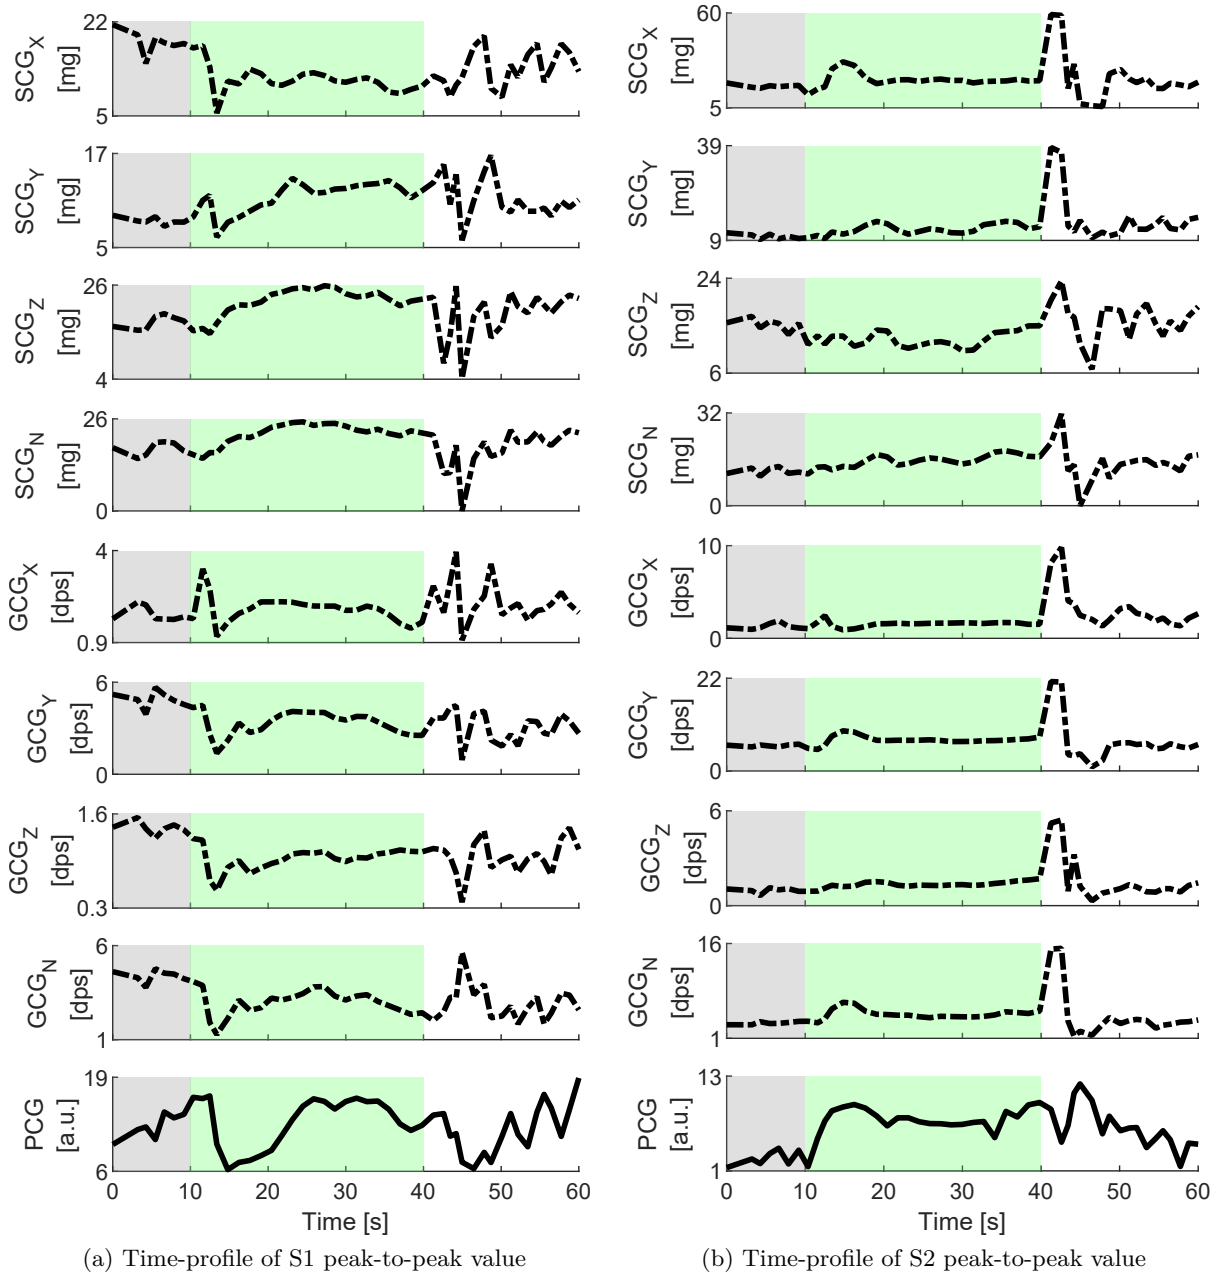 22
SCG_X
[mg]
5
17
SCG_Y
[mg]
5
26
SCG_Z
[mg]
4
26
SCG_N
[mg]
0
4
GCG_X
[dps]
0.9
6
GCG_Y
[dps]
0
1.6
GCG_Z
[dps]
0.3
6
GCG_N
[dps]
1
19
PCG
[a.u.]
6
0 10 20 30 40 50 60
Time [s]
(a) Time-profile of S1 peak-to-peak value
60
SCG_X
[mg]
5
39
SCG_Y
[mg]
9
24
SCG_Z
[mg]
6
32
SCG_N
[mg]
0
10
GCG_X
[dps]
0
22
GCG_Y
[dps]
0
6
GCG_Z
[dps]
0
16
GCG_N
[dps]
1
13
PCG
[a.u.]
1
0 10 20 30 40 50 60
Time [s]
(b) Time-profile of S2 peak-to-peak value